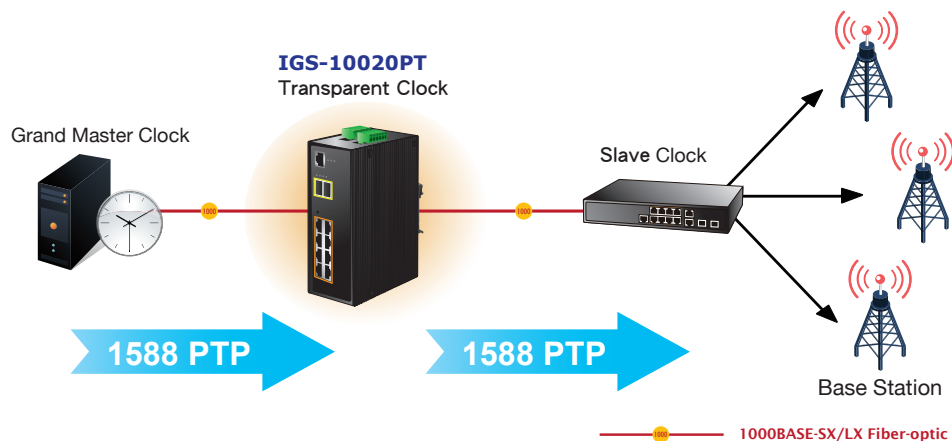 IGS-10020PT
Transparent Clock
Grand Master Clock
Slave Clock
1000
1000
1588 PTP
1588 PTP
Base Station
1000
1000BASE-SX/LX Fiber-optic